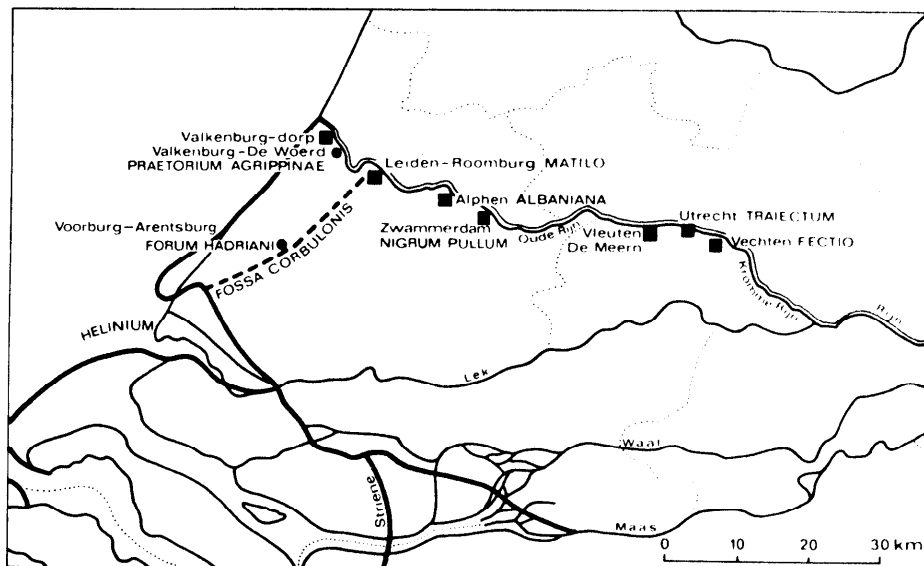 Valkenburg-dorp
Valkenburg-De Woerd
PRAETORIUM AGRIPPINAE
Leiden-Roomburg MATILO
Alphen ALBANIANA
Zwammerdam
NIGRUM PULLUM
Oude Rijn
Vleuten
De Meern
Utrecht TRAIECTUM
Vechten FECTIO
Kromme Rijn
Rijn
Voorburg-Arentsburg
FORUM HADRIANI
FOSSA CORBULONIS
HELINIUM
Lek
Waal
Striene
Maas
0 10 20 30 km